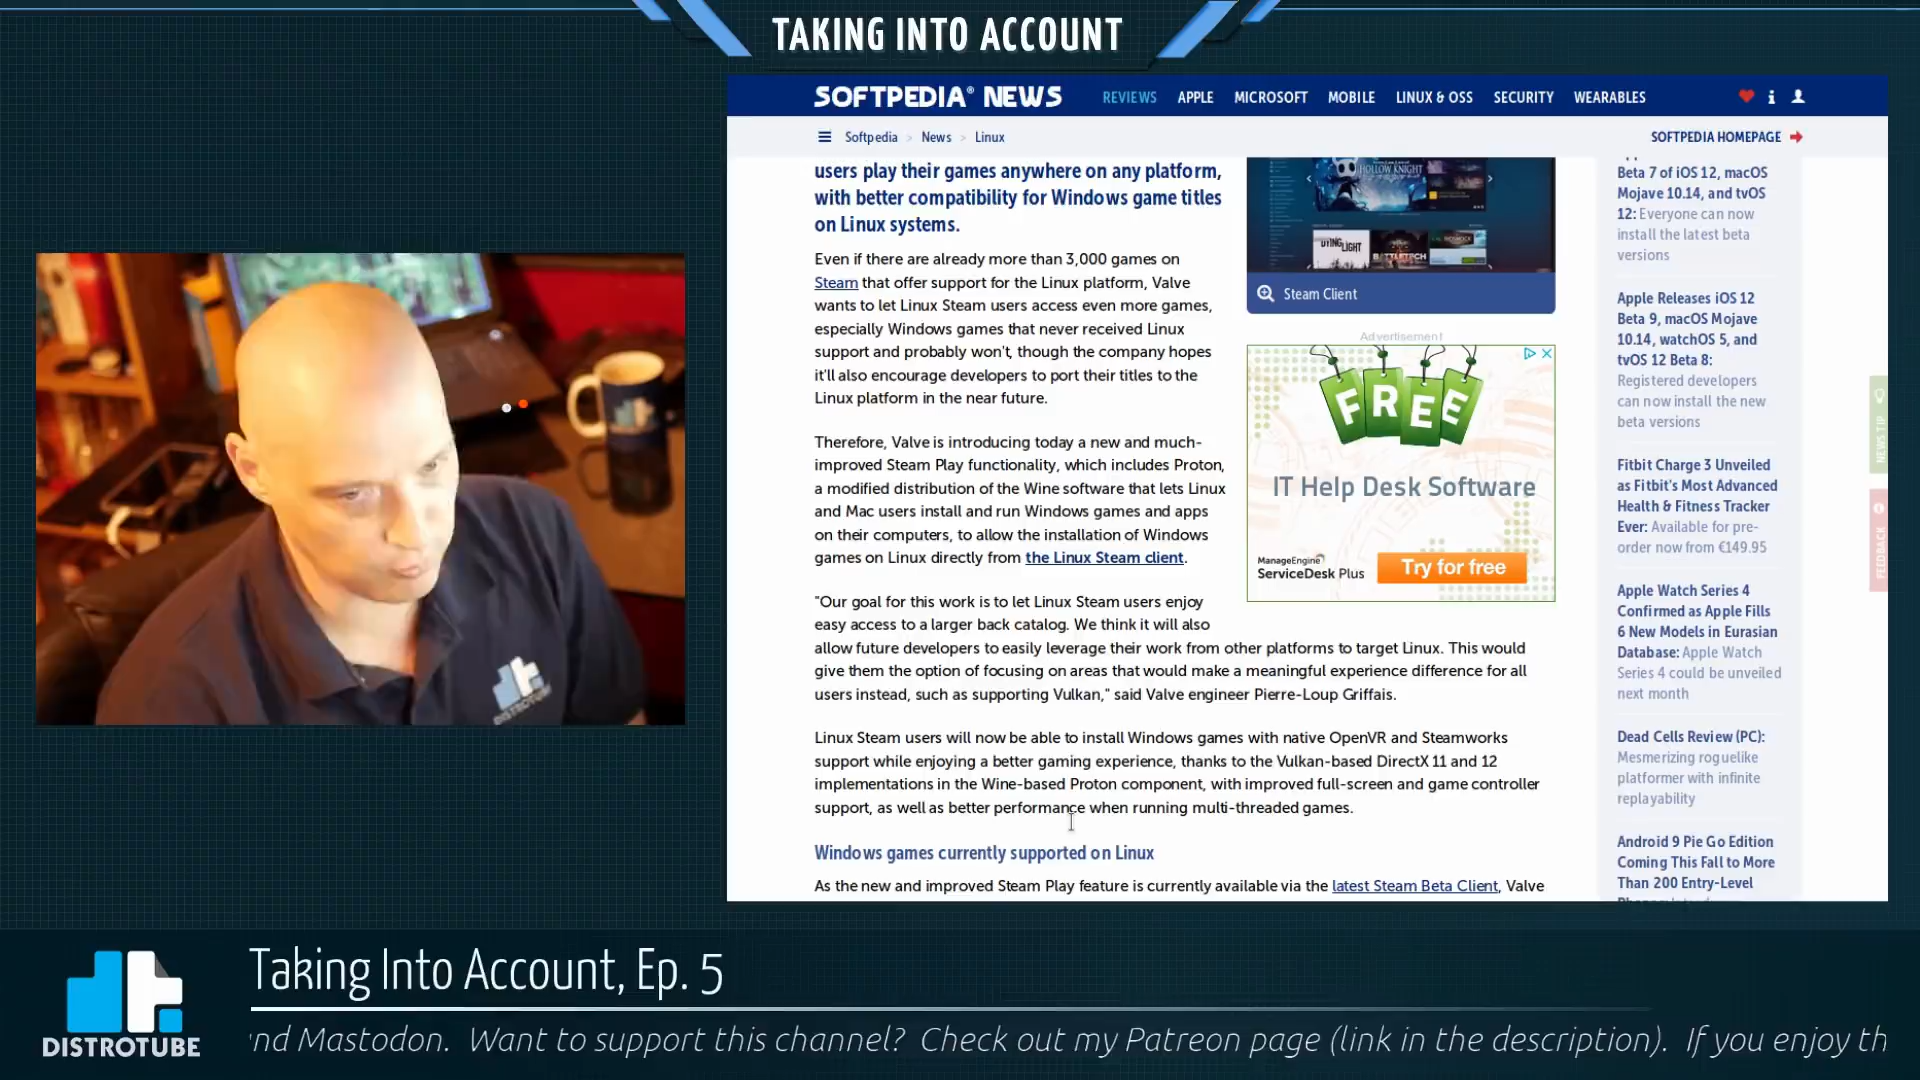 TAKING INTO ACCOUNT
SOFTPEDIA® NEWS
REVIEWS APPLE MICROSOFT MOBILE LINUX & OSS SECURITY WEARABLES
Softpedia > News > Linux
SOFTPEDIA HOMEPAGE
users play their games anywhere on any platform,
with better compatibility for Windows game titles
on Linux systems.
Even if there are already more than 3,000 games on
Steam that offer support for the Linux platform, Valve
wants to let Linux Steam users access even more games,
especially Windows games that never received Linux
support and probably won't, though the company hopes
it'll also encourage developers to port their titles to the
Linux platform in the near future.
Therefore, Valve is introducing today a new and much-
improved Steam Play functionality, which includes Proton,
a modified distribution of the Wine software that lets Linux
and Mac users install and run Windows games and apps
on their computers, to allow the installation of Windows
games on Linux directly from the Linux Steam client.
"Our goal for this work is to let Linux Steam users enjoy
easy access to a larger back catalog. We think it will also
allow future developers to easily leverage their work from other platforms to target Linux. This would
give them the option of focusing on areas that would make a meaningful experience difference for all
users instead, such as supporting Vulkan," said Valve engineer Pierre-Loup Griffais.
Linux Steam users will now be able to install Windows games with native OpenVR and Steamworks
support while enjoying a better gaming experience, thanks to the Vulkan-based DirectX 11 and 12
implementations in the Wine-based Proton component, with improved full-screen and game controller
support, as well as better performance when running multi-threaded games.
Windows games currently supported on Linux
As the new and improved Steam Play feature is currently available via the latest Steam Beta Client, Valve
HOLLOW KNIGHT
DYING LIGHT
BATTLETECH
Steam Client
Advertisement
FREE
IT Help Desk Software
ManageEngine
ServiceDesk Plus
Try for free
Beta 7 of iOS 12, macOS
Mojave 10.14, and tvOS
12: Everyone can now
install the latest beta
versions
Apple Releases iOS 12
Beta 9, macOS Mojave
10.14, watchOS 5, and
tvOS 12 Beta 8:
Registered developers
can now install the new
beta versions
Fitbit Charge 3 Unveiled
as Fitbit's Most Advanced
Health & Fitness Tracker
Ever: Available for pre-
order now from €149.95
Apple Watch Series 4
Confirmed as Apple Fills
6 New Models in Eurasian
Database: Apple Watch
Series 4 could be unveiled
next month
Dead Cells Review (PC):
Mesmerizing roguelike
platformer with infinite
replayability
Android 9 Pie Go Edition
Coming This Fall to More
Than 200 Entry-Level
NEWS TIP
FEEDBACK
DISTROTUBE
Taking Into Account, Ep. 5
nd Mastodon. Want to support this channel? Check out my Patreon page (link in the description). If you enjoy th
DISTROTUBE